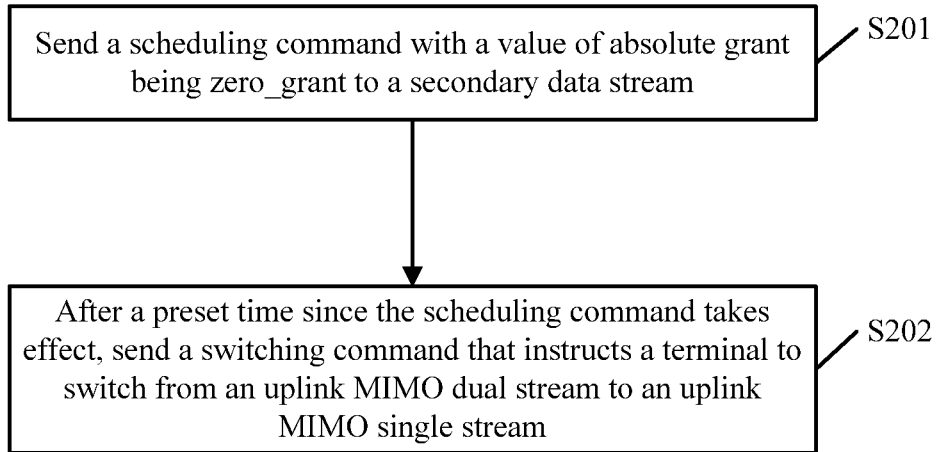 Send a scheduling command with a value of absolute grant
being zero_grant to a secondary data stream
S201
After a preset time since the scheduling command takes
effect, send a switching command that instructs a terminal to
switch from an uplink MIMO dual stream to an uplink
MIMO single stream
S202